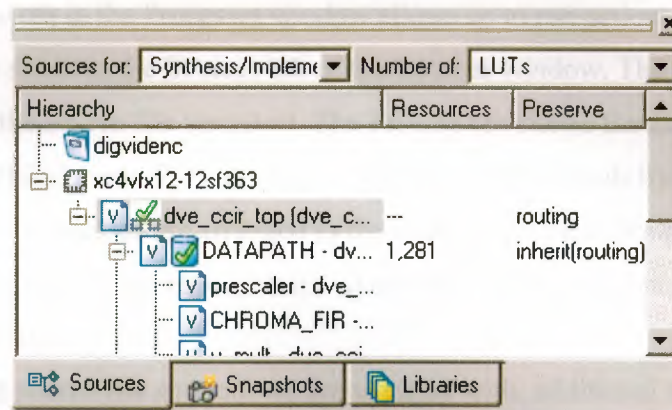 Sources for: Synthesis/Impleme Number of: LUTs
Hierarchy Resources Preserve
digvidenc
xc4vfx12-12sf363
V dve_ccir_top (dve_c... --- routing
V DATAPATH - dv... 1,281 inherit(routing)
V prescaler - dve_...
V CHROMA_FIR -...
Sources Snapshots Libraries